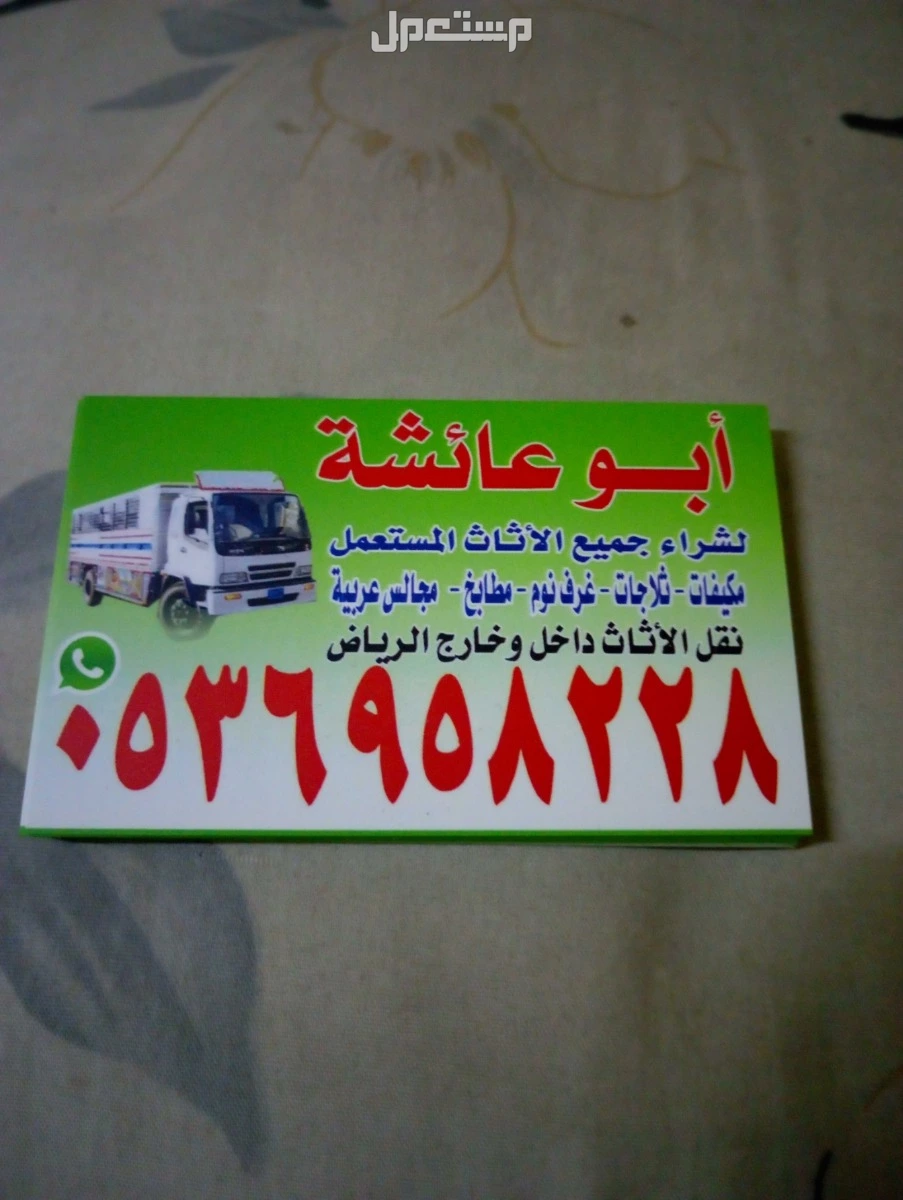 مستعمل
أبو عائشة
لشراء جميع الأثاث المستعمل
مكيفات - ثلاجات - غرف نوم - مطابخ - مجالس عربية
نقل الأثاث داخل وخارج الرياض
٠٥٣٦٩٥٨٢٢٨